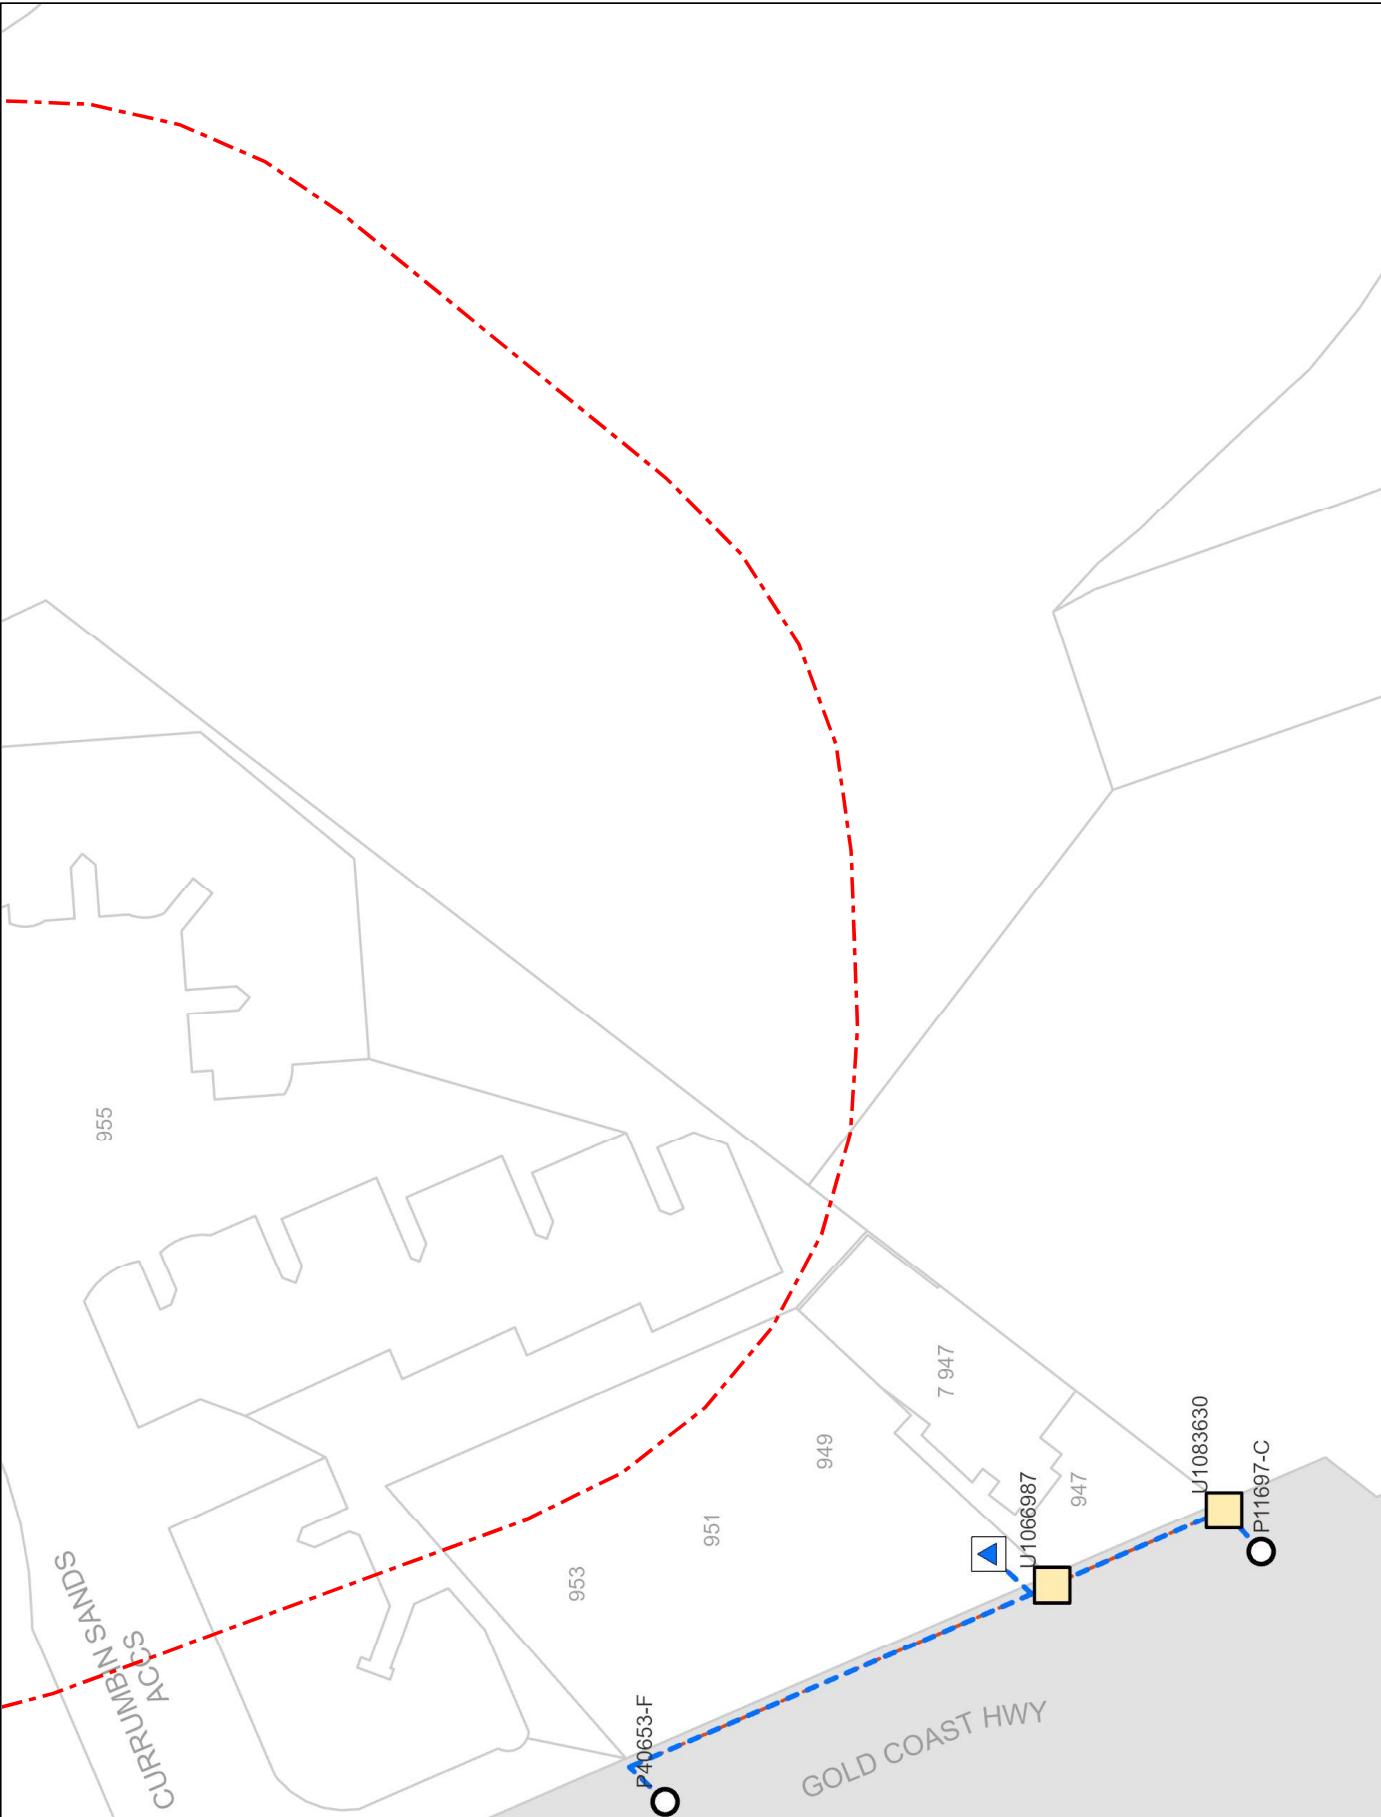 955
7 947
U1083630
P11697-C
949
947
U1066987
951
953
CURRUMBIN SANDS
ACCS
P40653-F
GOLD COAST HWY